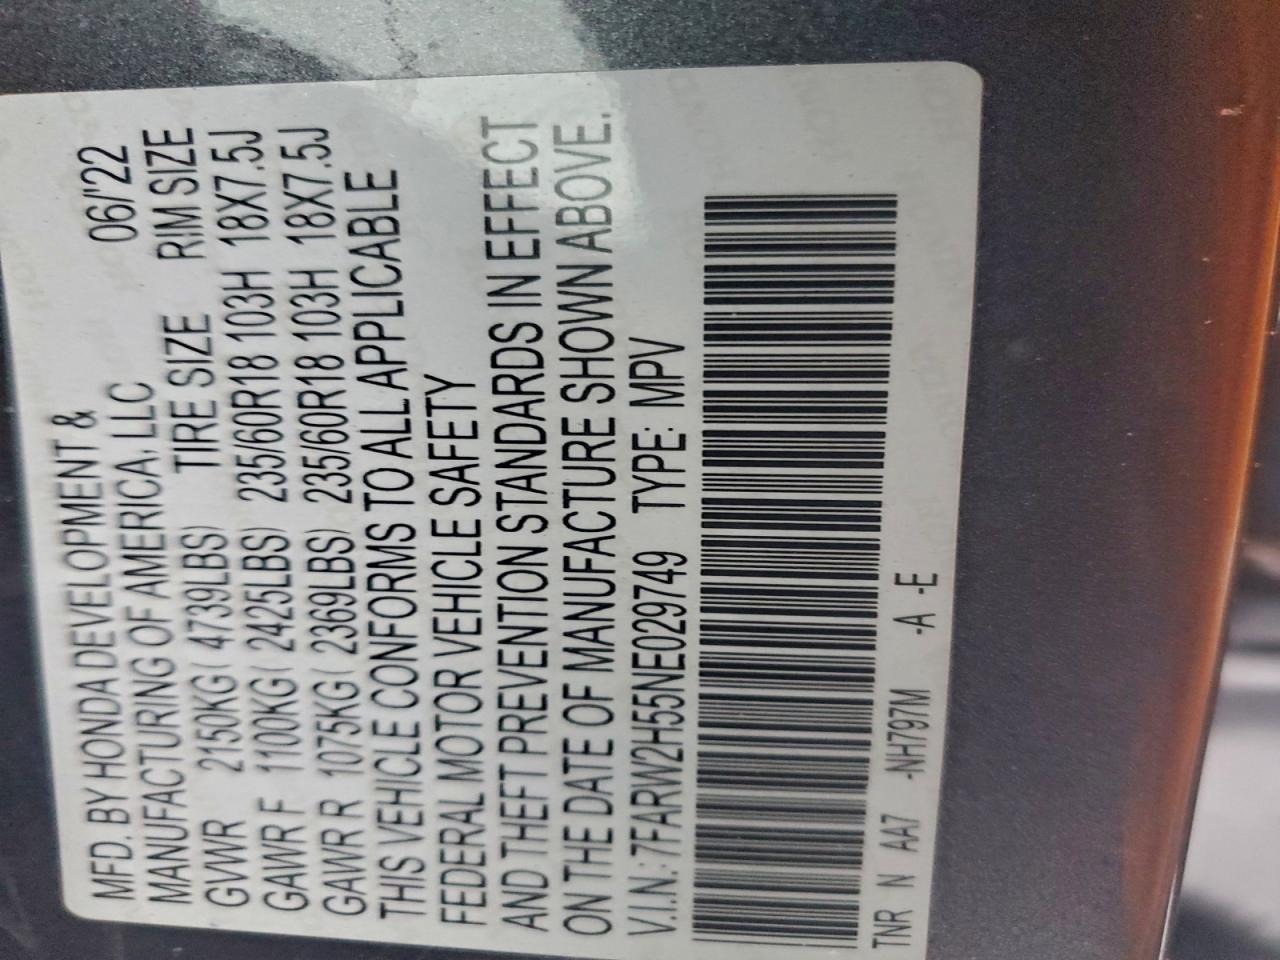 MFD. BY HONDA DEVELOPMENT & 06/'22
MANUFACTURING OF AMERICA, LLC
TIRE SIZE RIM SIZE
GVWR 2150KG( 4739LBS)
GAWR F 1100KG( 2425LBS) 235/60R18 103H 18X7.5J
GAWR R 1075KG( 2369LBS) 235/60R18 103H 18X7.5J
THIS VEHICLE CONFORMS TO ALL APPLICABLE
FEDERAL MOTOR VEHICLE SAFETY
AND THEFT PREVENTION STANDARDS IN EFFECT
ON THE DATE OF MANUFACTURE SHOWN ABOVE.
V.I.N.: 7FARW2H55NE029749 TYPE: MPV
TNR N AA7 -NH797M -A -E